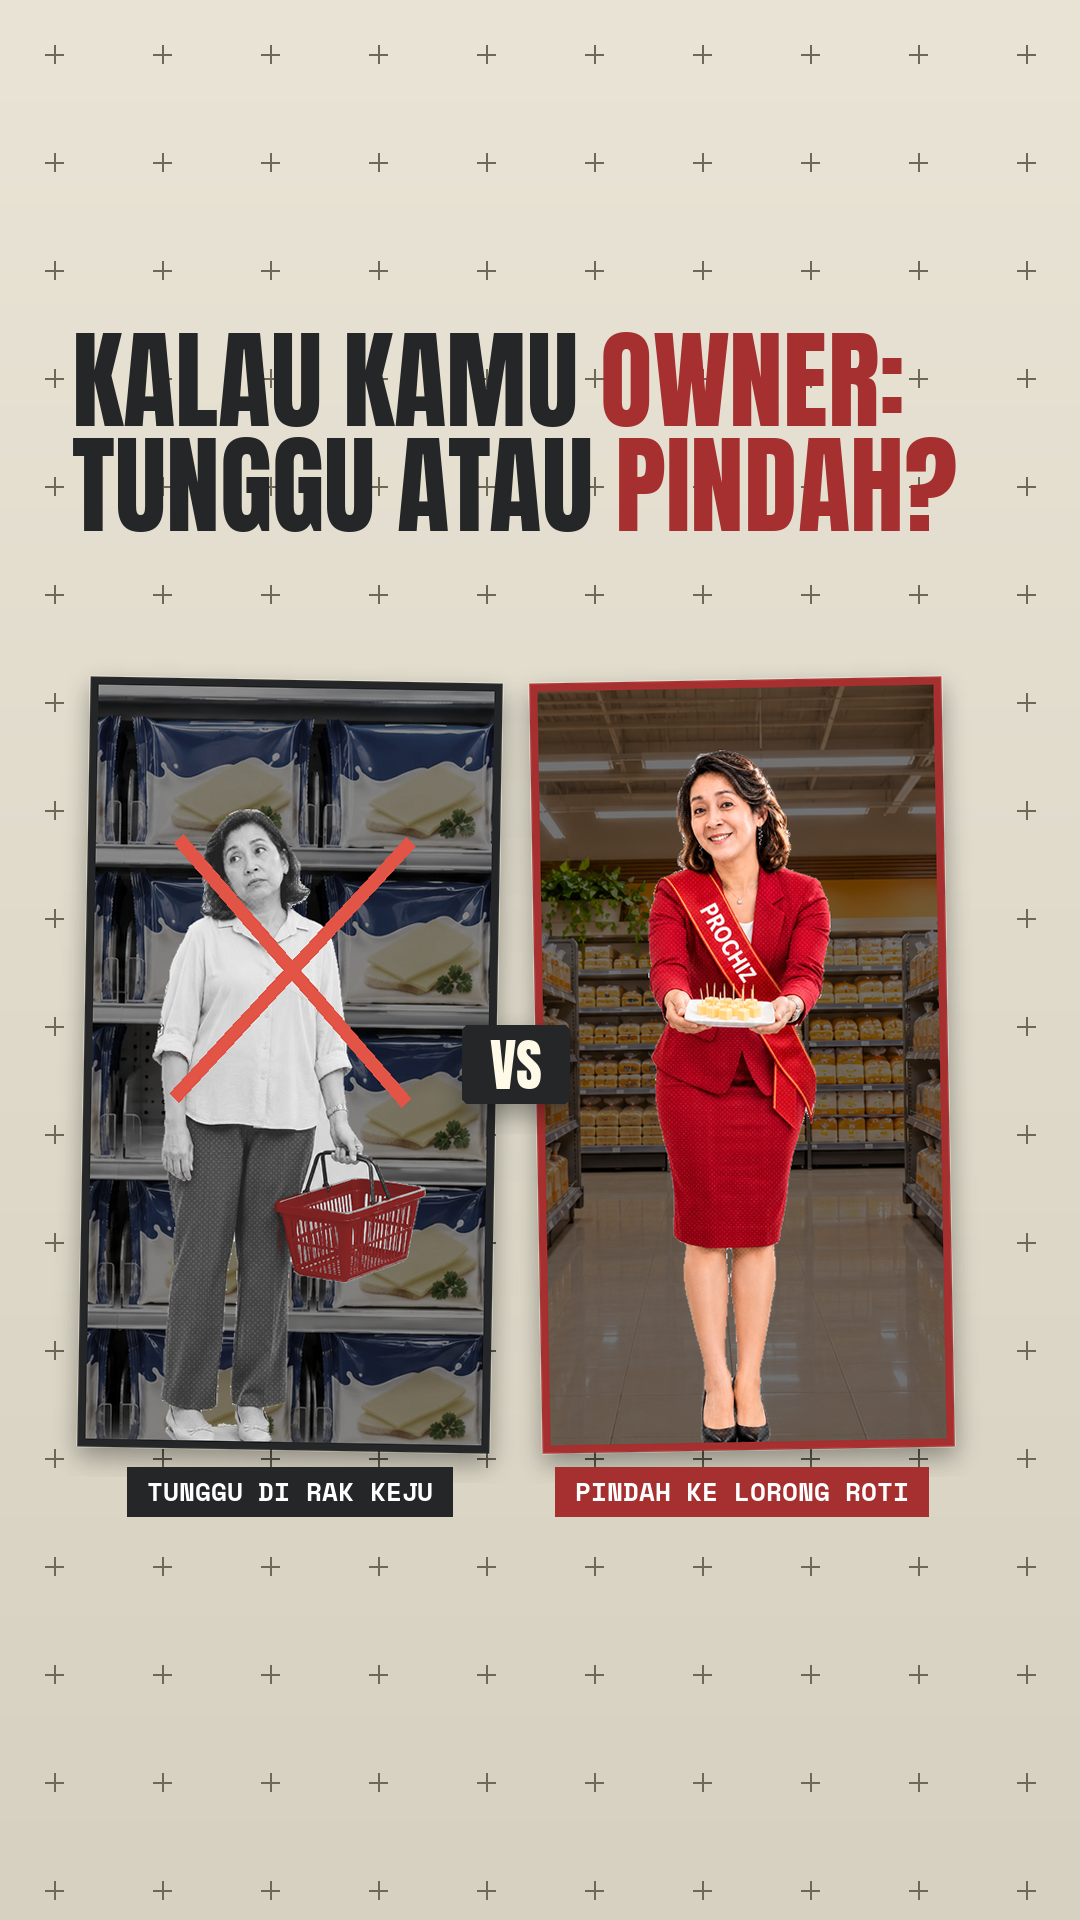 KALAU KAMU OWNER:
TUNGGU ATAU PINDAH?
PROCHIZ
VS
TUNGGU DI RAK KEJU
PINDAH KE LORONG ROTI